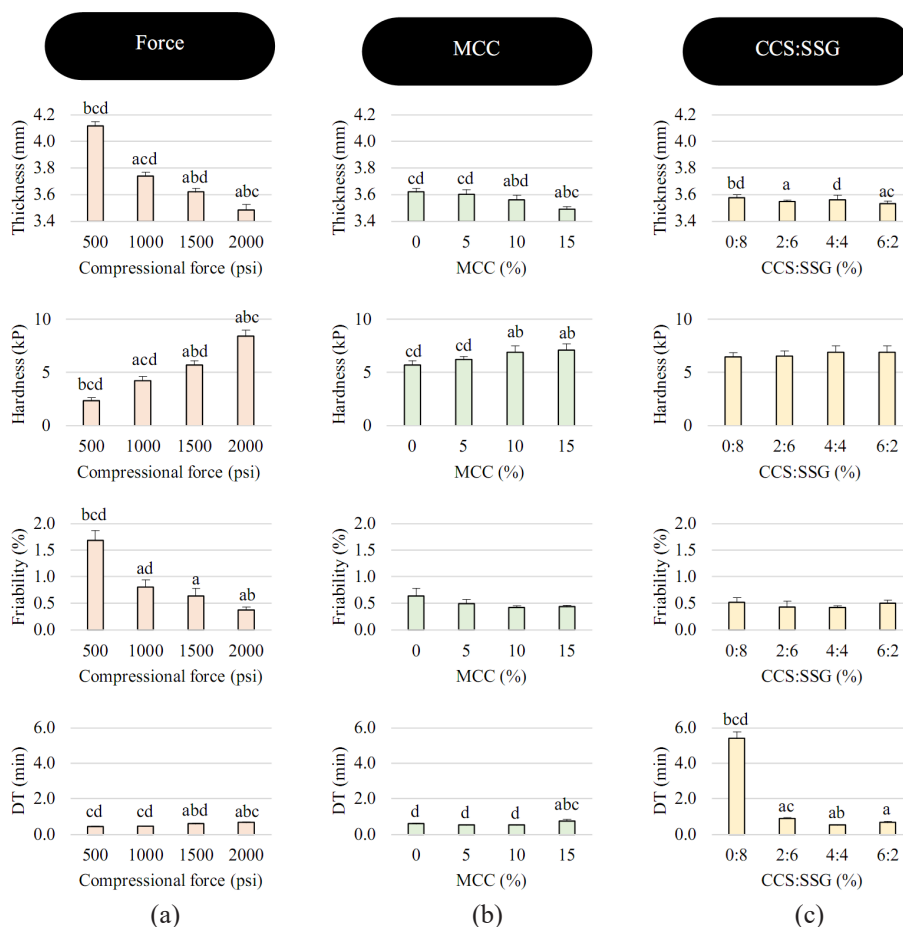 Force
MCC
CCS:SSG
Thickness (mm)
4.2
4.0
3.8
3.6
3.4
bcd
acd
abd
abc
500 1000 1500 2000
Compressional force (psi)
Thickness (mm)
4.2
4.0
3.8
3.6
3.4
cd cd abd abc
0 5 10 15
MCC (%)
Thickness (mm)
4.2
4.0
3.8
3.6
3.4
bd a d ac
0:8 2:6 4:4 6:2
CCS:SSG (%)
Hardness (kP)
10
5
0
bcd acd abd abc
500 1000 1500 2000
Compressional force (psi)
Hardness (kP)
10
5
0
cd cd ab ab
0 5 10 15
MCC (%)
Hardness (kP)
10
5
0
0:8 2:6 4:4 6:2
CCS:SSG (%)
Friability (%)
2.0
1.5
1.0
0.5
0.0
bcd
ad a ab
500 1000 1500 2000
Compressional force (psi)
Friability (%)
2.0
1.5
1.0
0.5
0.0
0 5 10 15
MCC (%)
Friability (%)
2.0
1.5
1.0
0.5
0.0
0:8 2:6 4:4 6:2
CCS:SSG (%)
DT (min)
6.0
4.0
2.0
0.0
cd cd abd abc
500 1000 1500 2000
Compressional force (psi)
DT (min)
6.0
4.0
2.0
0.0
d d d abc
0 5 10 15
MCC (%)
DT (min)
6.0
4.0
2.0
0.0
bcd
ac ab a
0:8 2:6 4:4 6:2
CCS:SSG (%)
(a)
(b)
(c)